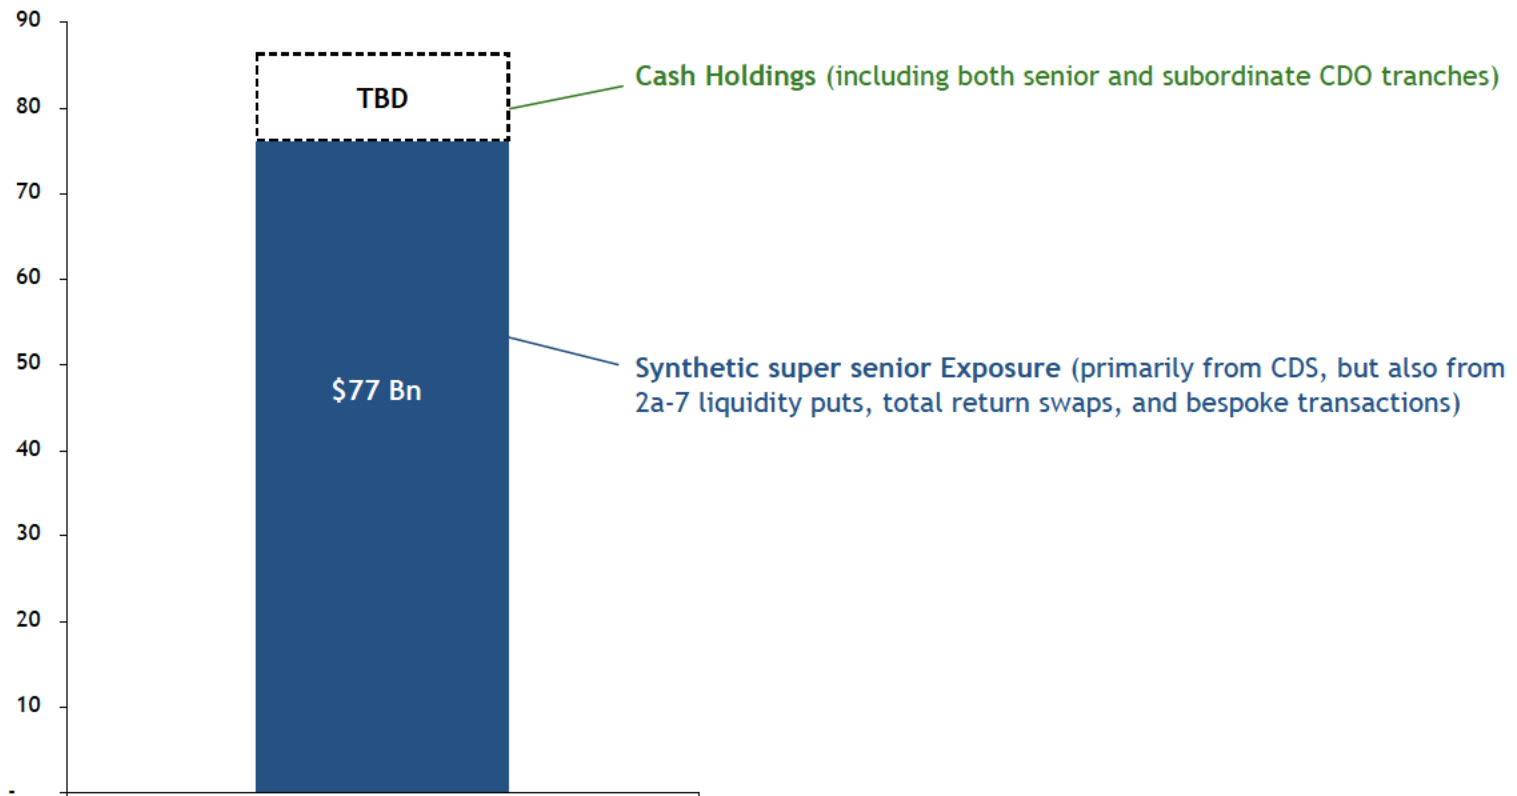 90
Cash Holdings (including both senior and subordinate CDO tranches)
TBD
80
70
60
50
Synthetic super senior Exposure (primarily from CDS, but also from
2a-7 liquidity puts, total return swaps, and bespoke transactions)
$77 Bn
40
30
20
10
-